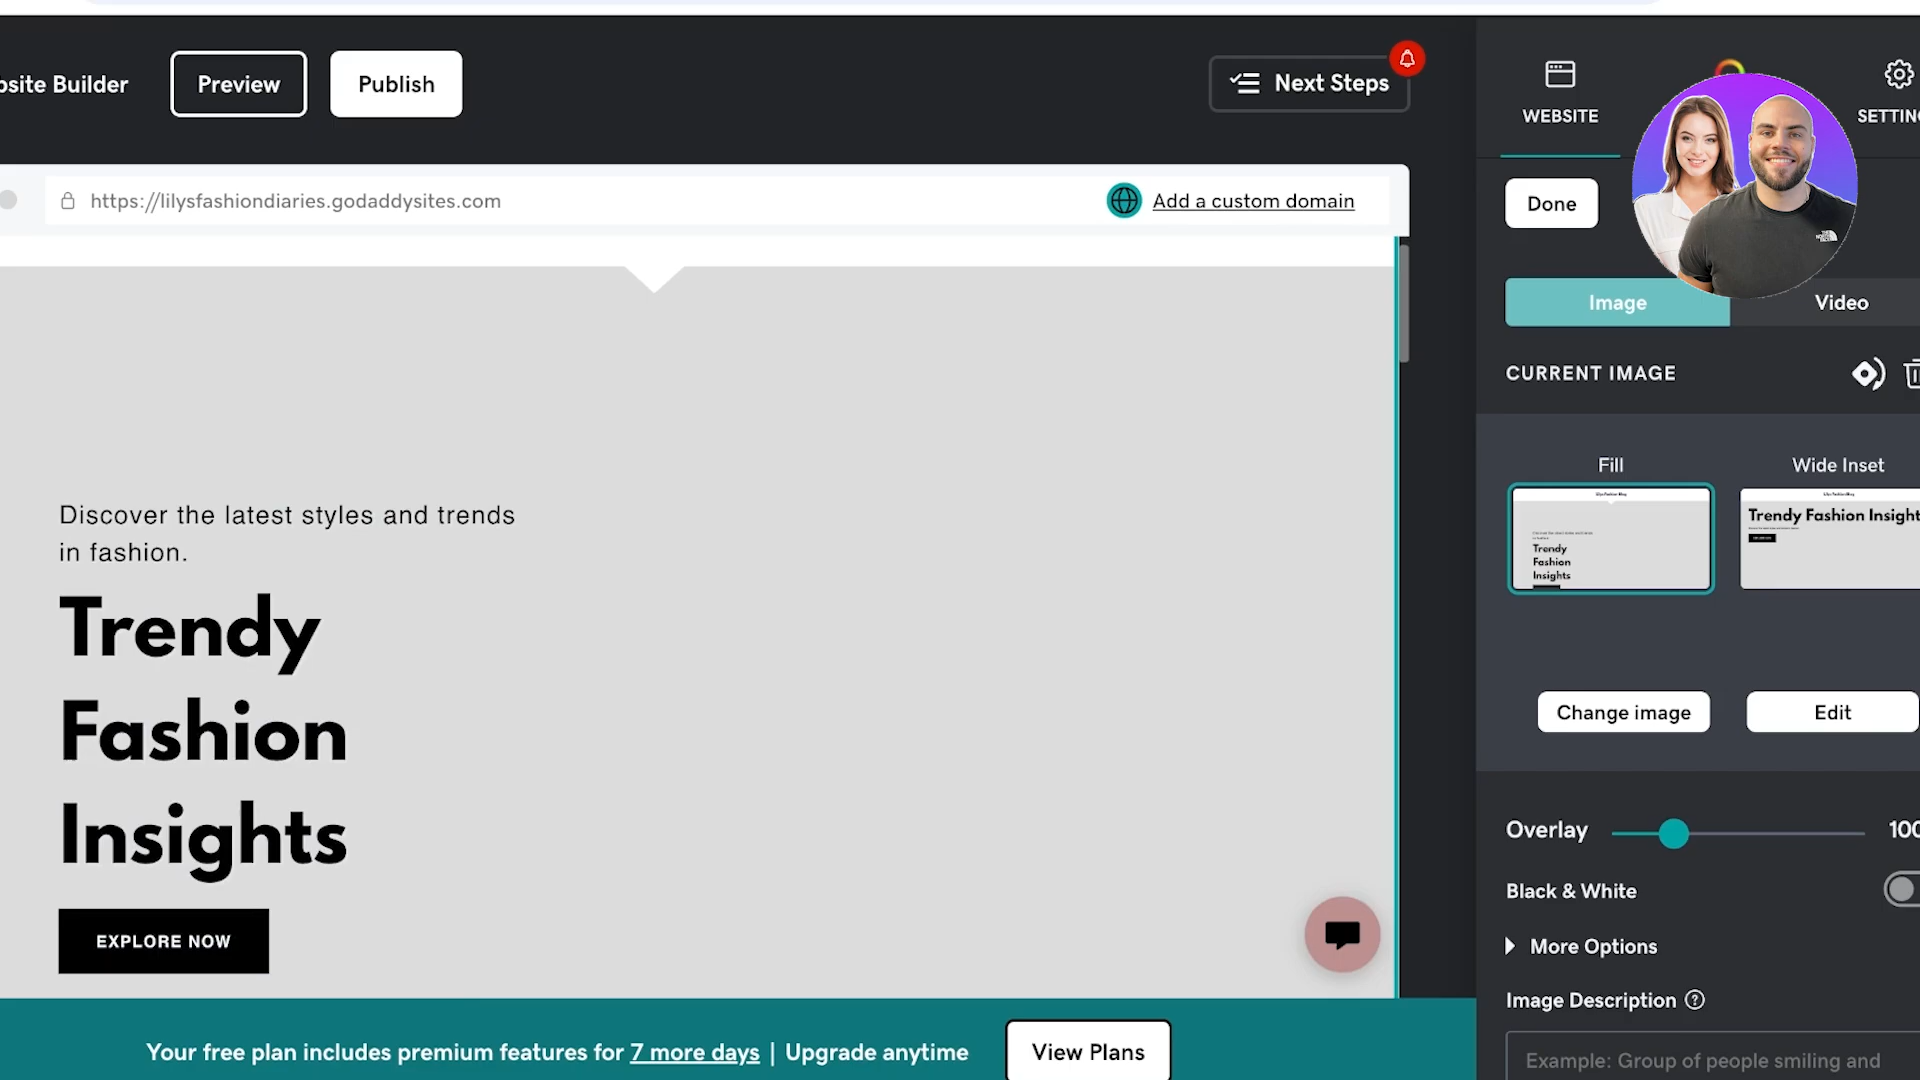 bsite Builder
Preview
Publish
Next Steps
WEBSITE
SETTING
https://lilysfashiondiaries.godaddysites.com
Add a custom domain
Done
Image
Video
CURRENT IMAGE
Discover the latest styles and trends
in fashion.
Trendy
Fashion
Insights
EXPLORE NOW
Fill
Wide Inset
Trendy
Fashion
Insights
Trendy Fashion Insight
Change image
Edit
Overlay
100
Black & White
More Options
Image Description
Example: Group of people smiling and
Your free plan includes premium features for 7 more days | Upgrade anytime
View Plans